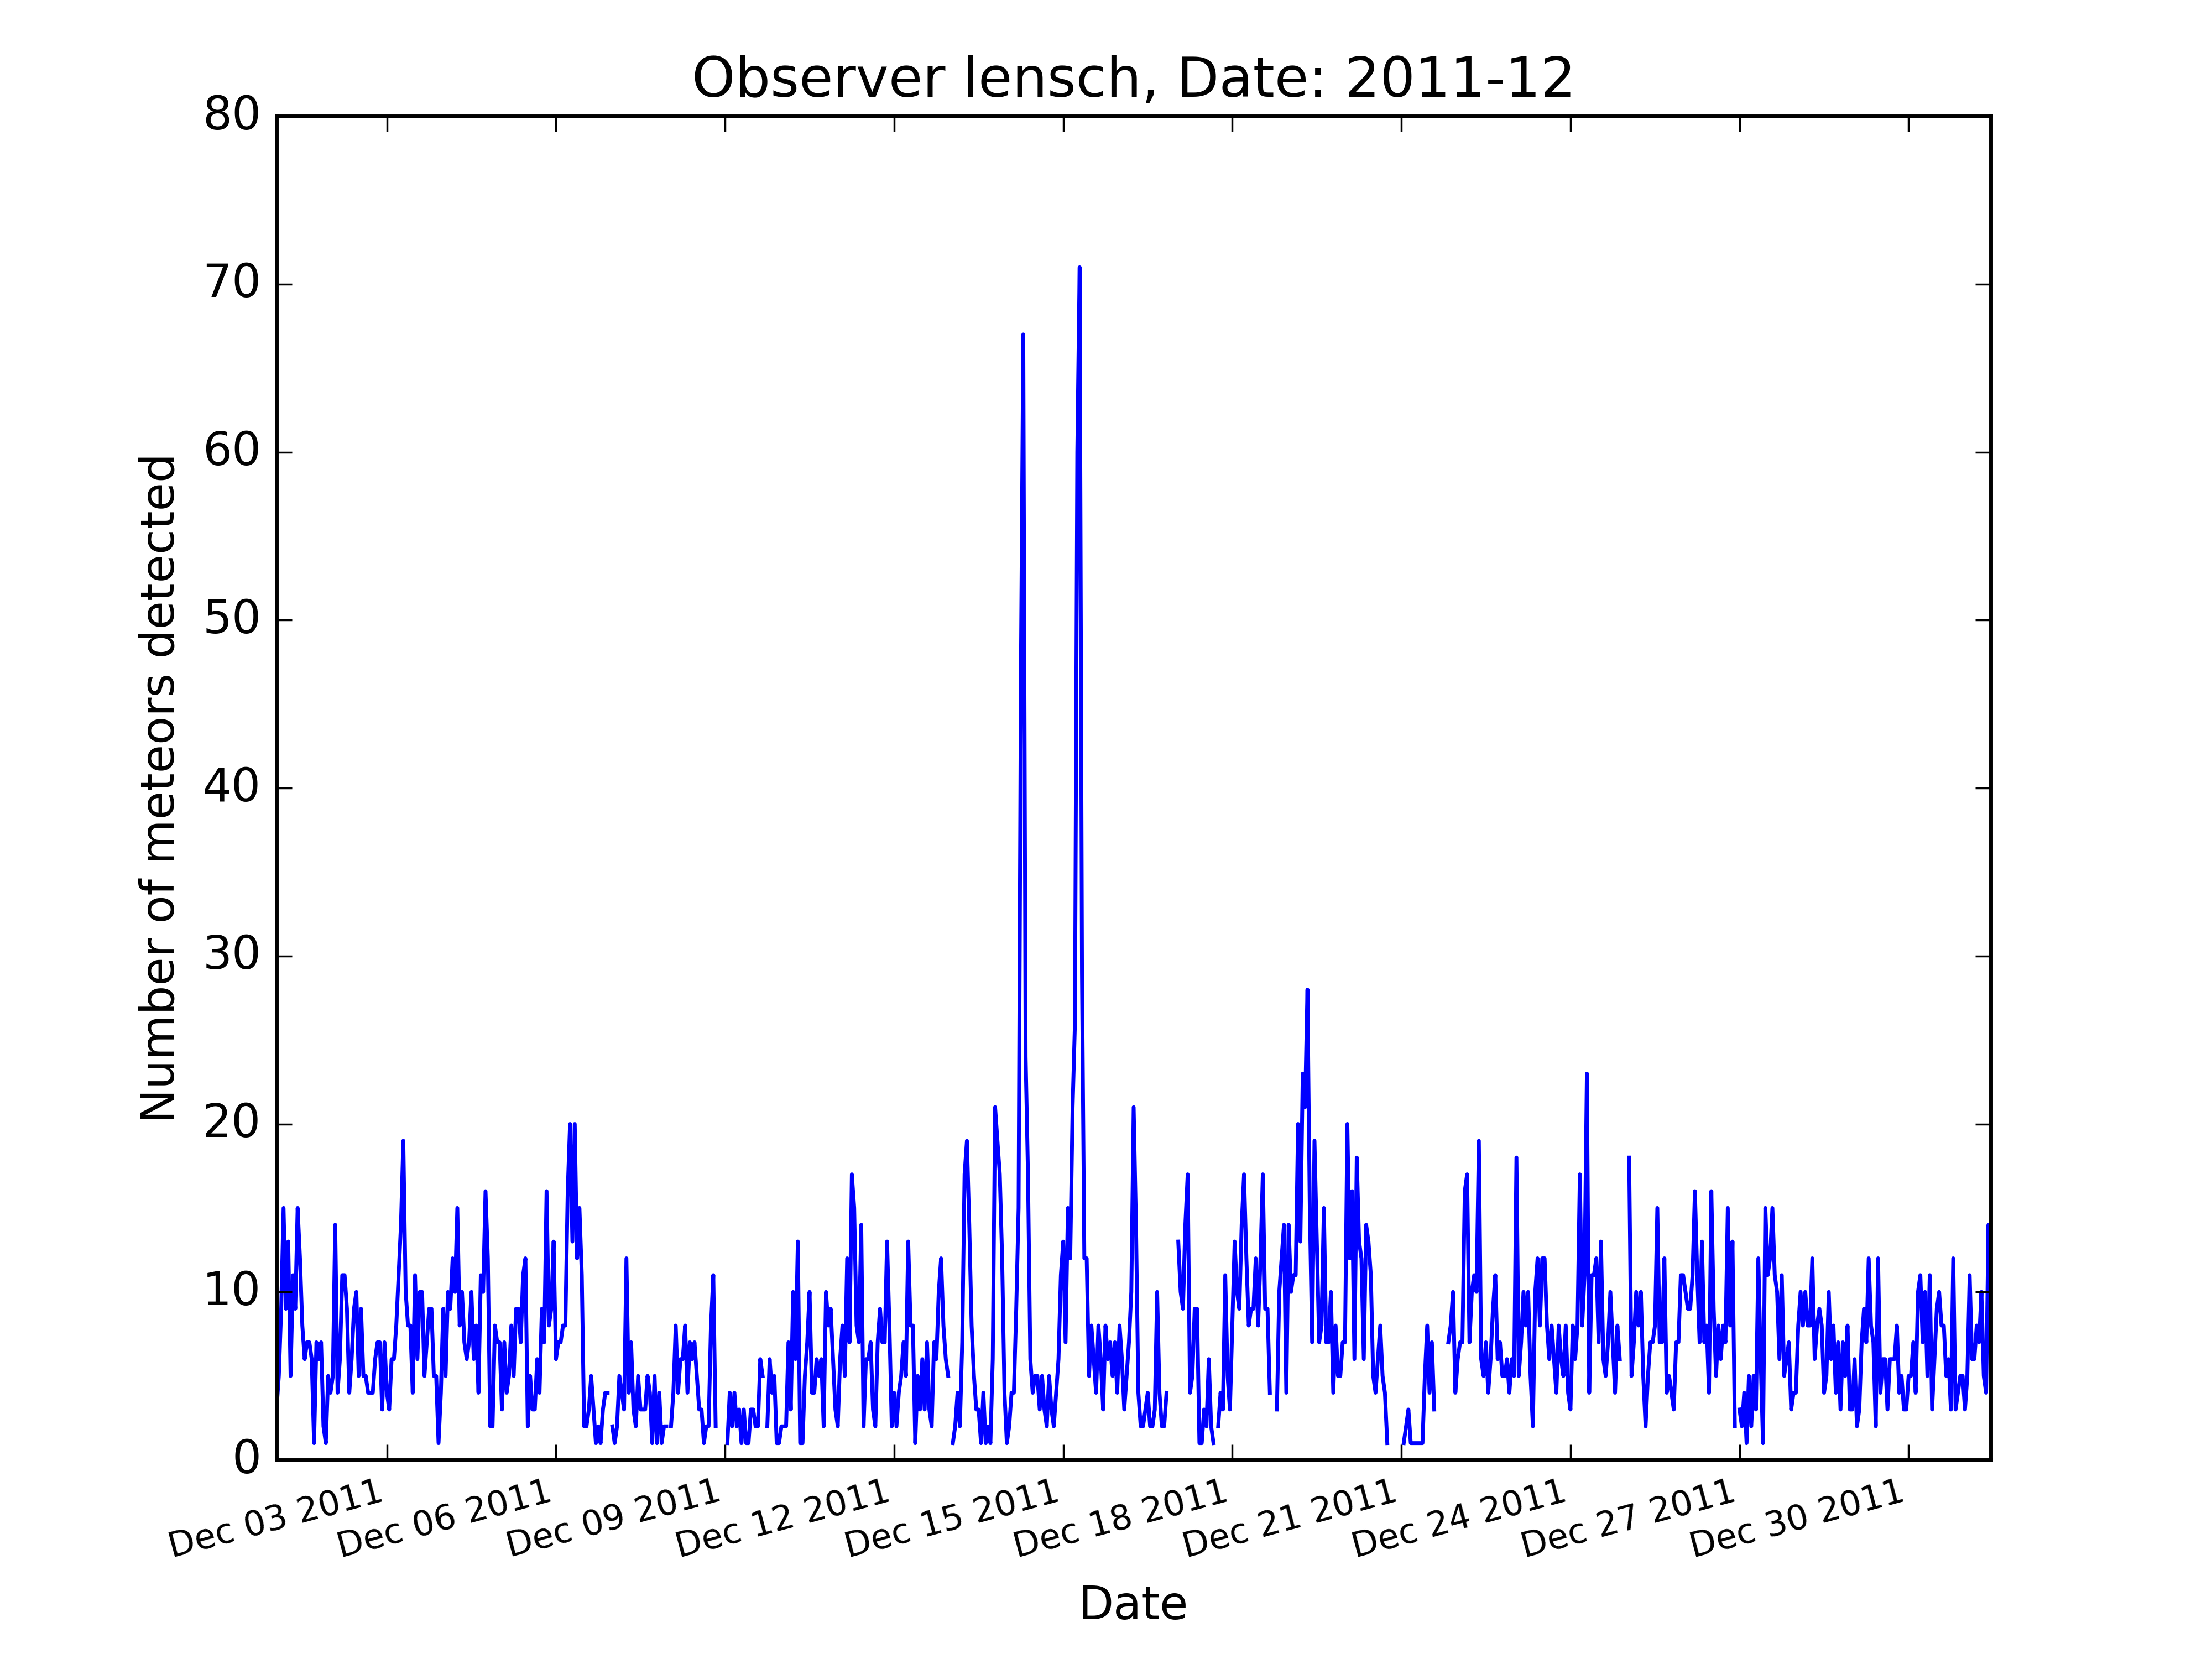 Observer lensch, Date: 2011-12
Number of meteors detected
80
70
60
50
40
30
20
10
0
Dec 03 2011
Dec 06 2011
Dec 09 2011
Dec 12 2011
Dec 15 2011
Dec 18 2011
Dec 21 2011
Dec 24 2011
Dec 27 2011
Dec 30 2011
Date